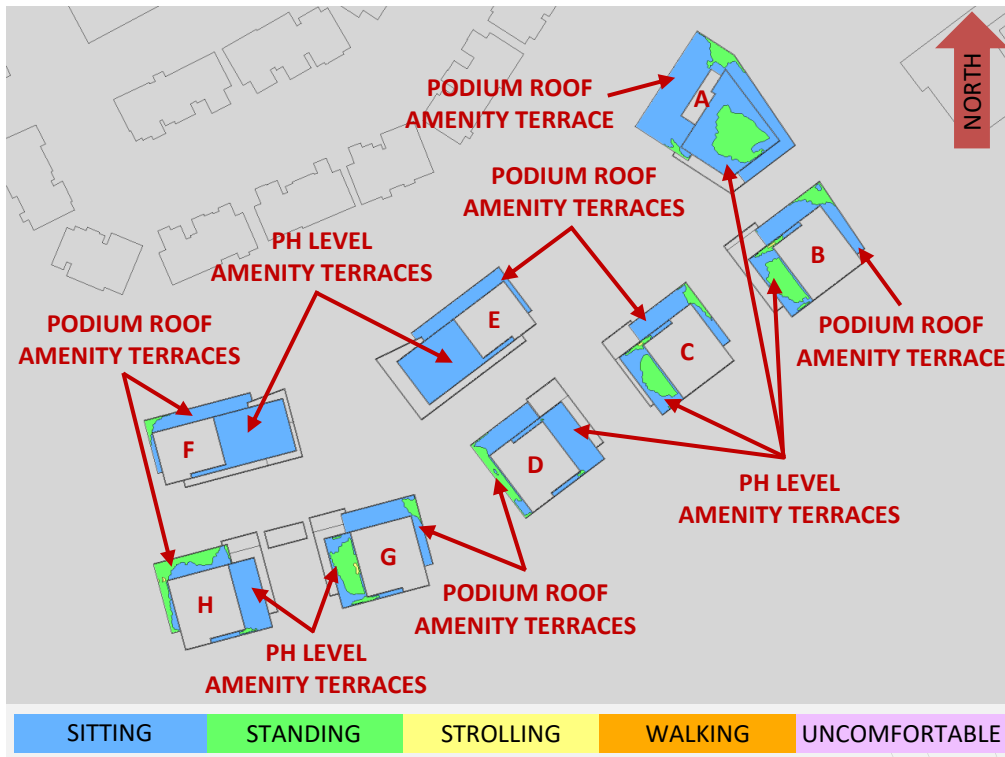 NORTH
PODIUM ROOF
AMENITY TERRACE
A
PODIUM ROOF
AMENITY TERRACES
PH LEVEL
AMENITY TERRACES
B
PODIUM ROOF
AMENITY TERRACES
E
PODIUM ROOF
AMENITY TERRACE
C
F
D
PH LEVEL
AMENITY TERRACES
G
H
PODIUM ROOF
AMENITY TERRACES
PH LEVEL
AMENITY TERRACES
SITTING
STANDING
STROLLING
WALKING
UNCOMFORTABLE